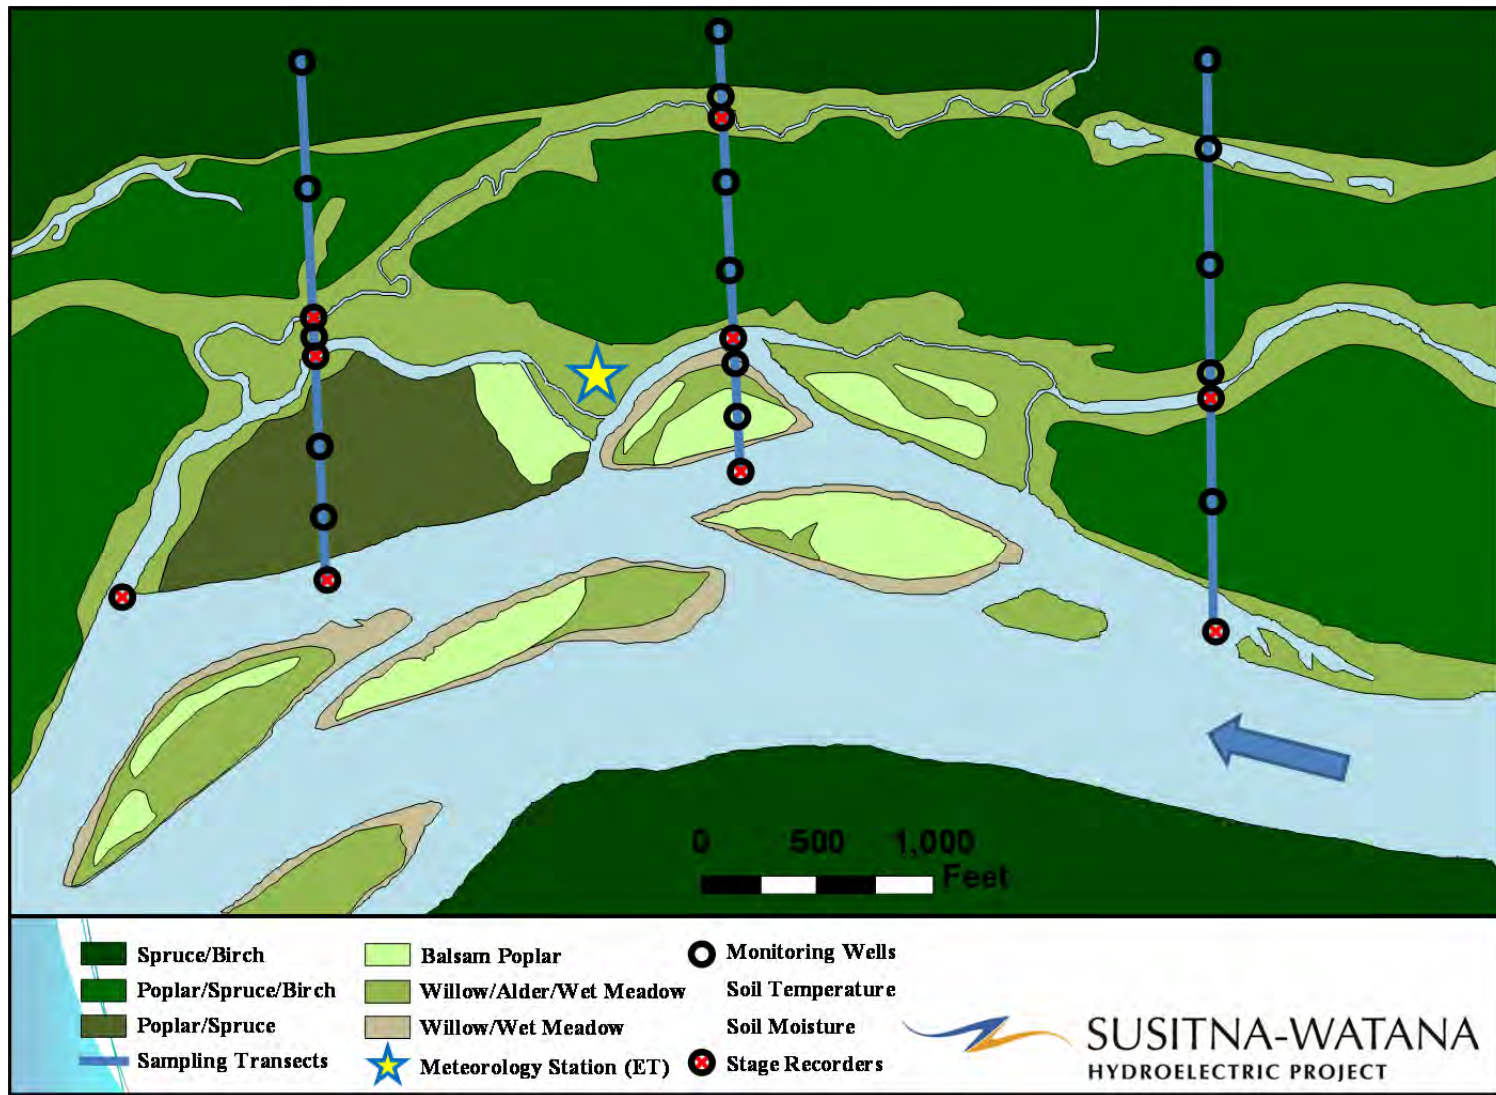 0 500 1,000
Feet
Spruce/Birch
Poplar/Spruce/Birch
Poplar/Spruce
Sampling Transects
Balsam Poplar
Willow/Alder/Wet Meadow
Willow/Wet Meadow
Meteorology Station (ET)
Monitoring Wells
Soil Temperature
Soil Moisture
Stage Recorders
SUSITNA-WATANA
HYDROELECTRIC PROJECT